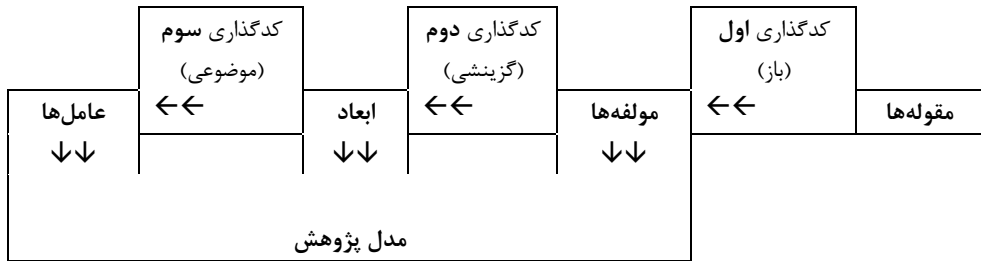 کدگذاری اول
(باز)
کدگذاری دوم
(گزینشی)
کدگذاری سوم
(موضوعی)
مقوله‌ها
←←
مولفه‌ها
↓↓
←←
ابعاد
↓↓
←←
عامل‌ها
↓↓
مدل پژوهش